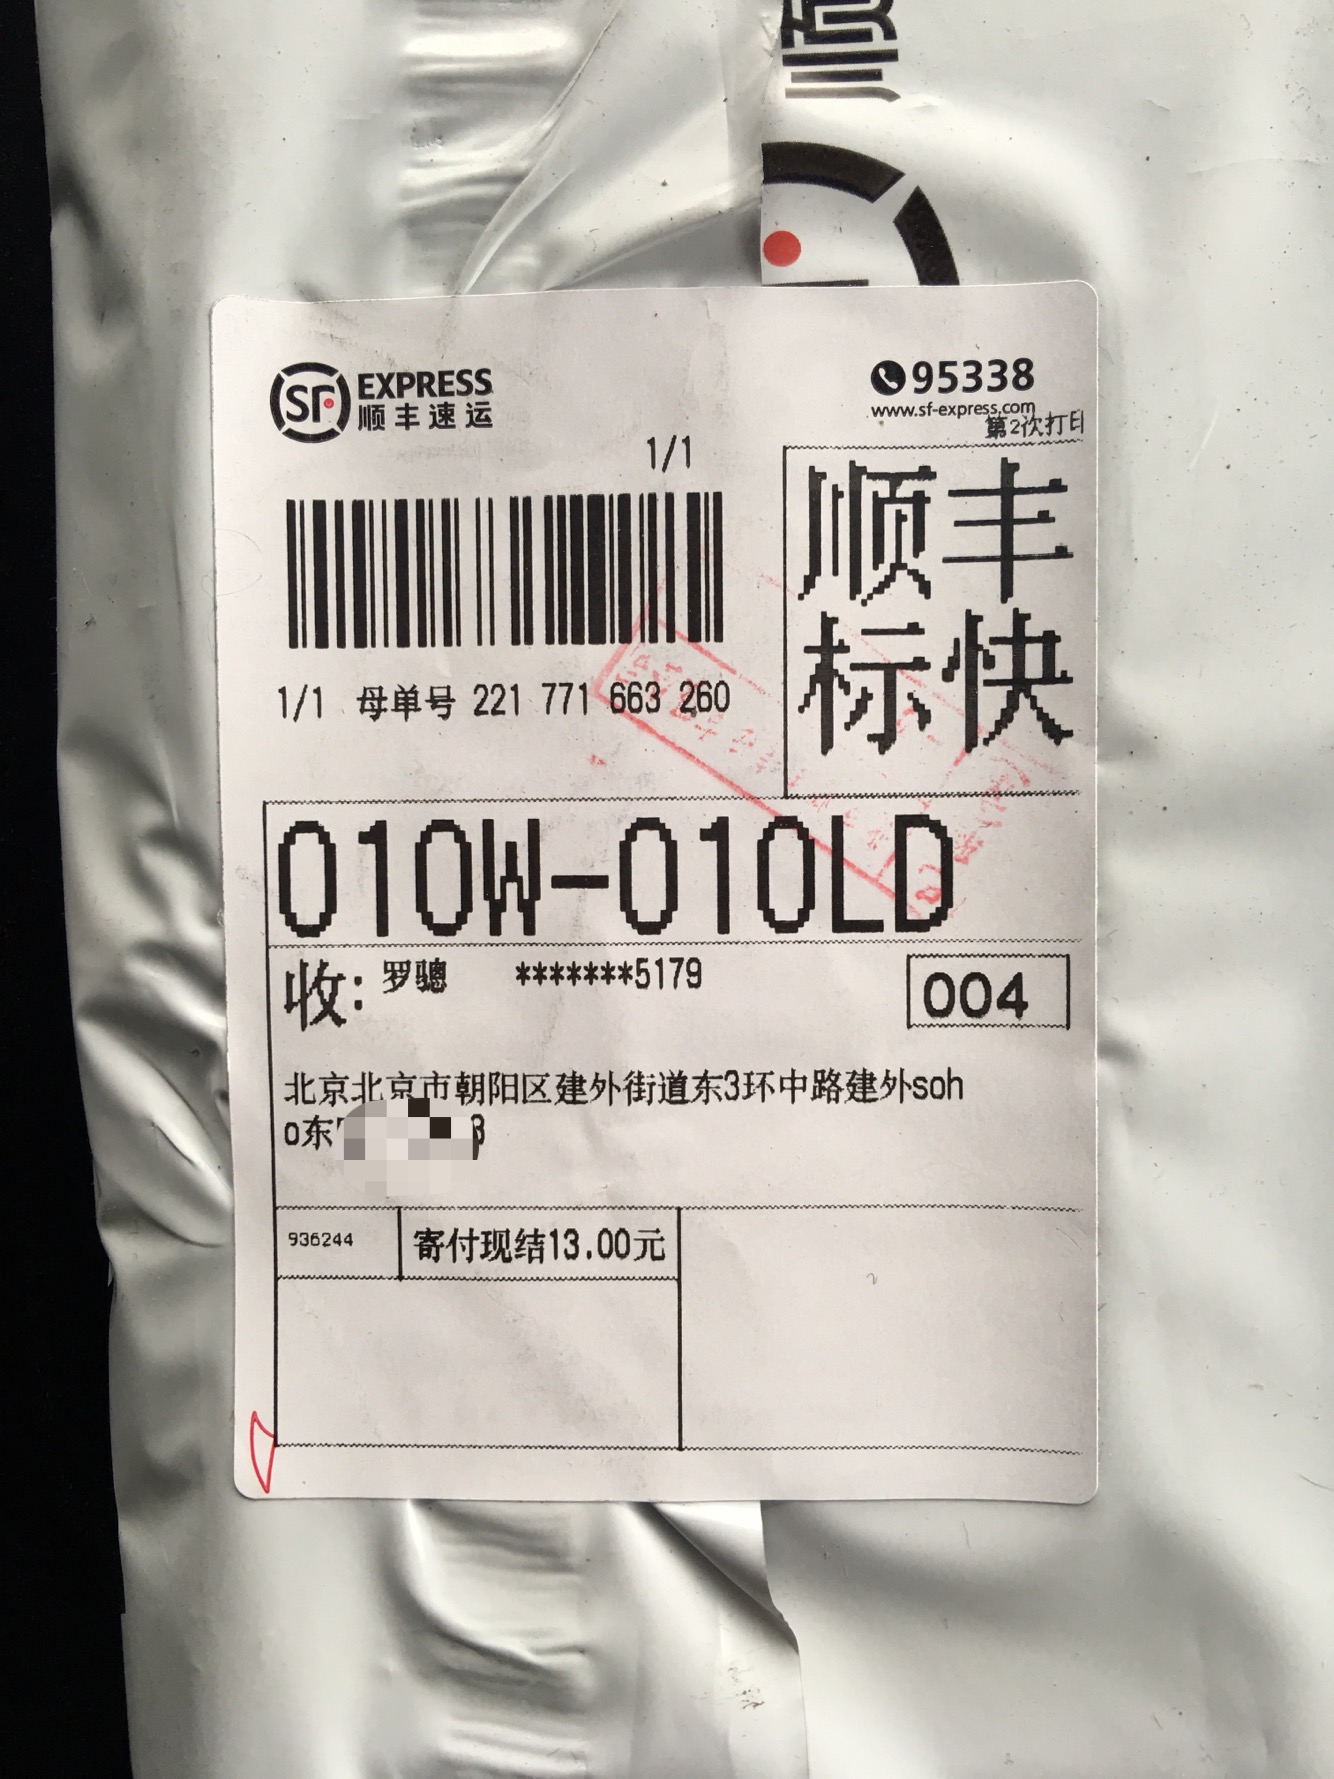 SF EXPRESS
顺丰速运
95338
www.sf-express.com
第2次打印
1/1
顺丰
标快
1/1 母单号 221 771 663 260
010W-010LD
收: 罗骢 *******5179
004
北京北京市朝阳区建外街道东3环中路建外soh
o东
936244
寄付现结13.00元